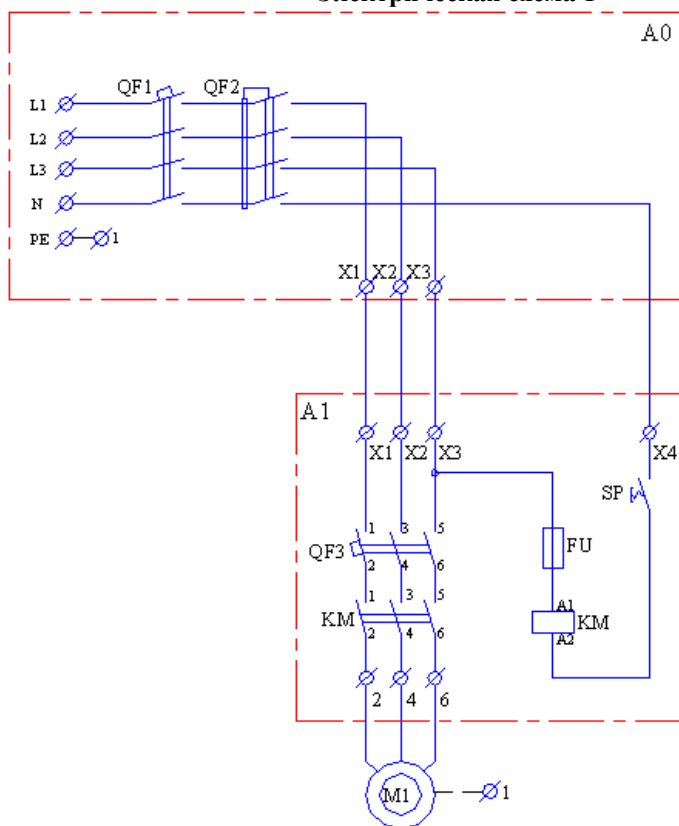 A0
QF1 QF2
L1
L2
L3
N
PE 1
X1 X2 X3
A1
X1 X2 X3 X4
SP
1 3 5
QF3 FU
2 4 6
1 3 5
A1
KM KM
2 4 6
A2
2 4 6
M1 1